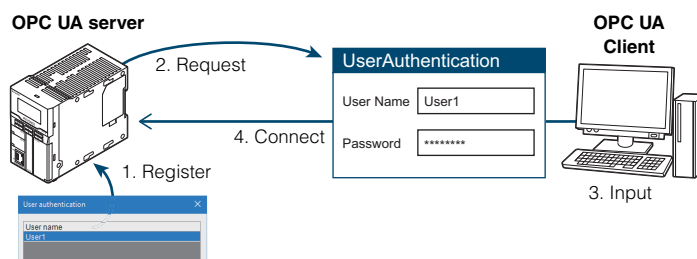 OPC UA server
OPC UA
Client
2. Request
UserAuthentication
User Name
User1
4. Connect
Password
********
1. Register
3. Input
User authentication
User name
User1